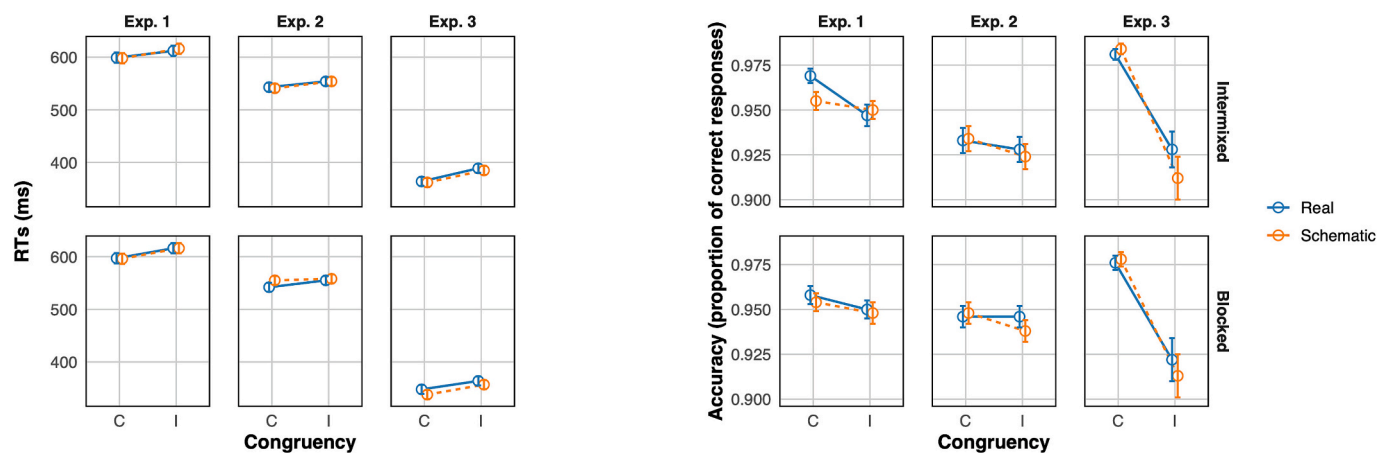 Exp. 1 Exp. 2 Exp. 3
600
500
400
600
500
400
RTs (ms)
C I C I C I
Congruency
Exp. 1 Exp. 2 Exp. 3
0.975
0.950
0.925
0.900
Intermixed
0.975
0.950
0.925
0.900
Blocked
Accuracy (proportion of correct responses)
C I C I C I
Congruency
Real
Schematic